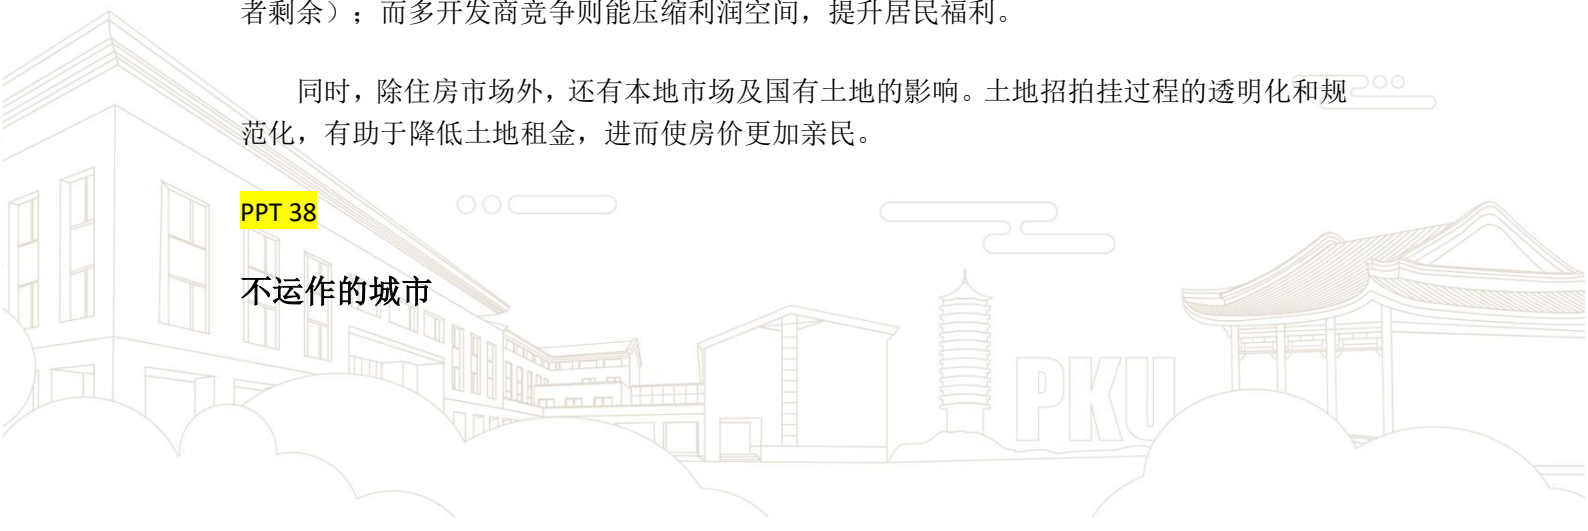 者剩余）；而多开发商竞争则能压缩利润空间，提升居民福利。
同时，除住房市场外，还有本地市场及国有土地的影响。土地招拍挂过程的透明化和规
范化，有助于降低土地租金，进而使房价更加亲民。
PPT 38
不运作的城市
PKU